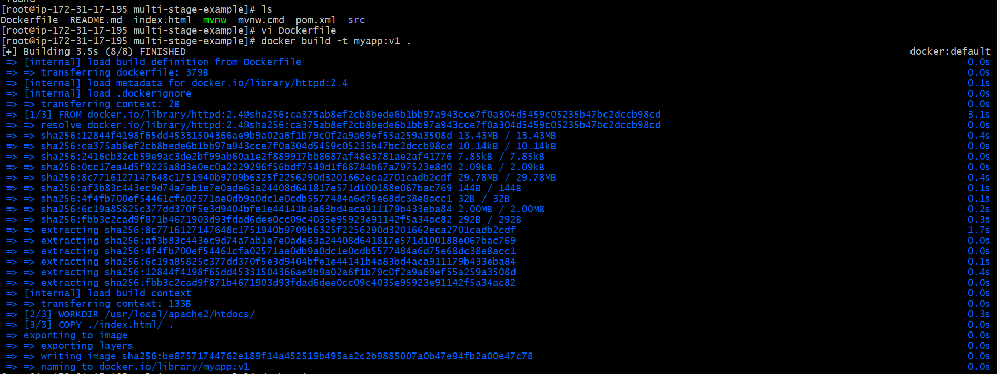 [root@ip-172-31-17-195 multi-stage-example]# ls
Dockerfile  README.md  index.html  mvnw  mvnw.cmd  pom.xml  src
[root@ip-172-31-17-195 multi-stage-example]# vi Dockerfile
[root@ip-172-31-17-195 multi-stage-example]# docker build -t myapp:v1 .
[+] Building 3.5s (8/8) FINISHED docker:default
=> [internal] load build definition from Dockerfile 0.0s
=> => transferring dockerfile: 379B 0.0s
=> [internal] load metadata for docker.io/library/httpd:2.4 0.1s
=> [internal] load .dockerignore 0.0s
=> => transferring context: 2B 0.0s
=> [1/3] FROM docker.io/library/httpd:2.4@sha256:ca375ab8ef2cb8bede6b1bb97a943cce7f0a304d5459c05235b47bc2dccb98cd 3.1s
=> => resolve docker.io/library/httpd:2.4@sha256:ca375ab8ef2cb8bede6b1bb97a943cce7f0a304d5459c05235b47bc2dccb98cd 0.0s
=> => sha256:12844f4198f65dd45331504366ae9b9a02a6f1b79c0f2a9a69ef55a259a3508d 13.43MB / 13.43MB 0.4s
=> => sha256:ca375ab8ef2cb8bede6b1bb97a943cce7f0a304d5459c05235b47bc2dccb98cd 10.14kB / 10.14kB 0.0s
=> => sha256:2416cb32cb59e9ac3de2bf99ab60a1e2f889917bb8687af48e3781ae2af41776 7.85kB / 7.85kB 0.0s
=> => sha256:0cc17ea4d5f9225a8d3e0ec0a2229296f56bdf7549d1f68784b67a797523e8d0 2.09kB / 2.09kB 0.0s
=> => sha256:8c7716127147648c1751940b9709b6325f2256290d3201662eca2701cadb2cdf 29.78MB / 29.78MB 0.4s
=> => sha256:af3b83c443ec9d74a7ab1e7e0ade63a24408d641817e571d100188e067bac769 144B / 144B 0.1s
=> => sha256:4f4fb700ef54461cfa02571ae0db9a0dc1e0cdb5577484a6d75e68dc38e8acc1 32B / 32B 0.1s
=> => sha256:6c19a85825c377dd370f5e3d9404bfe1e44141b4a83bd4aca911179b433eba84 2.00MB / 2.00MB 0.2s
=> => sha256:fbb3c2cad9f871b4671903d93fdad6dee0cc09c4035e95923e91142f5a34ac82 292B / 292B 0.3s
=> => extracting sha256:8c7716127147648c1751940b9709b6325f2256290d3201662eca2701cadb2cdf 1.7s
=> => extracting sha256:af3b83c443ec9d74a7ab1e7e0ade63a24408d641817e571d100188e067bac769 0.0s
=> => extracting sha256:4f4fb700ef54461cfa02571ae0db9a0dc1e0cdb5577484a6d75e68dc38e8acc1 0.0s
=> => extracting sha256:6c19a85825c377dd370f5e3d9404bfe1e44141b4a83bd4aca911179b433eba84 0.1s
=> => extracting sha256:12844f4198f65dd45331504366ae9b9a02a6f1b79c0f2a9a69ef55a259a3508d 0.4s
=> => extracting sha256:fbb3c2cad9f871b4671903d93fdad6dee0cc09c4035e95923e91142f5a34ac82 0.0s
=> [internal] load build context 0.0s
=> => transferring context: 133B 0.0s
=> [2/3] WORKDIR /usr/local/apache2/htdocs/ 0.3s
=> [3/3] COPY ./index.html/ . 0.0s
=> exporting to image 0.0s
=> => exporting layers 0.0s
=> => writing image sha256:be87571744762e189f14a452519b495aa2c2b9885007a0b47e94fb2a00e47c78 0.0s
=> => naming to docker.io/library/myapp:v1 0.0s